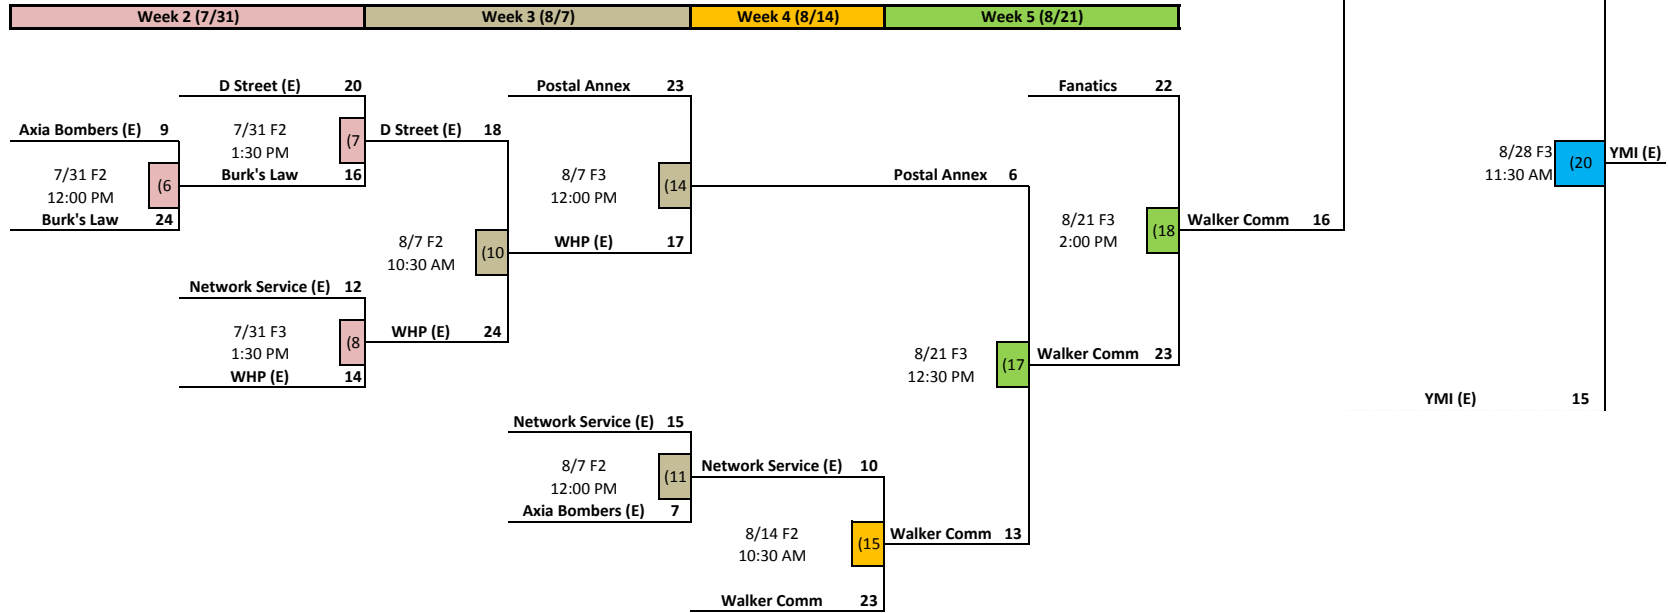 Week 2 (7/31) Week 3 (8/7) Week 4 (8/14) Week 5 (8/21)
D Street (E) 20 Postal Annex 23 Fanatics 22
Axia Bombers (E) 9 7/31 F2 (7 D Street (E) 18
1:30 PM
8/28 F3 (20 YMI (E)
11:30 AM
7/31 F2 (6 Burk's Law 16 8/7 F3 (14 Postal Annex 6
12:00 PM 12:00 PM
Burk's Law 24 8/21 F3 (18 Walker Comm 16
2:00 PM
8/7 F2 (10 WHP (E) 17
10:30 AM
Network Service (E) 12
7/31 F3 (8 WHP (E) 24
1:30 PM
8/21 F3 (17 Walker Comm 23
12:30 PM
WHP (E) 14
YMI (E) 15
Network Service (E) 15
8/7 F2 (11 Network Service (E) 10
12:00 PM
Axia Bombers (E) 7
8/14 F2 (15 Walker Comm 13
10:30 AM
Walker Comm 23